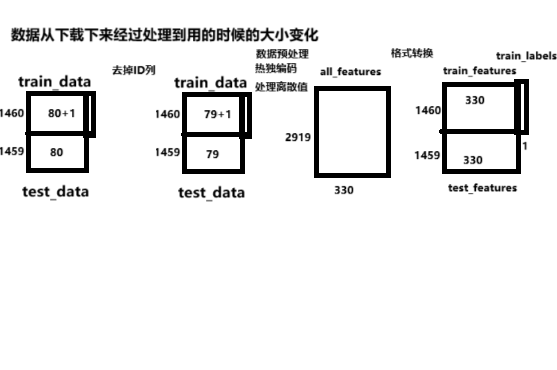 数据从下载下来经过处理到用的时候的大小变化
train_data
1460
80+1
1459
80
test_data
去掉ID列
train_data
1460
79+1
1459
79
test_data
数据预处理
热独编码
处理离散值
all_features
2919
330
格式转换
train_labels
train_features
1460
330
1459
330
1
test_features